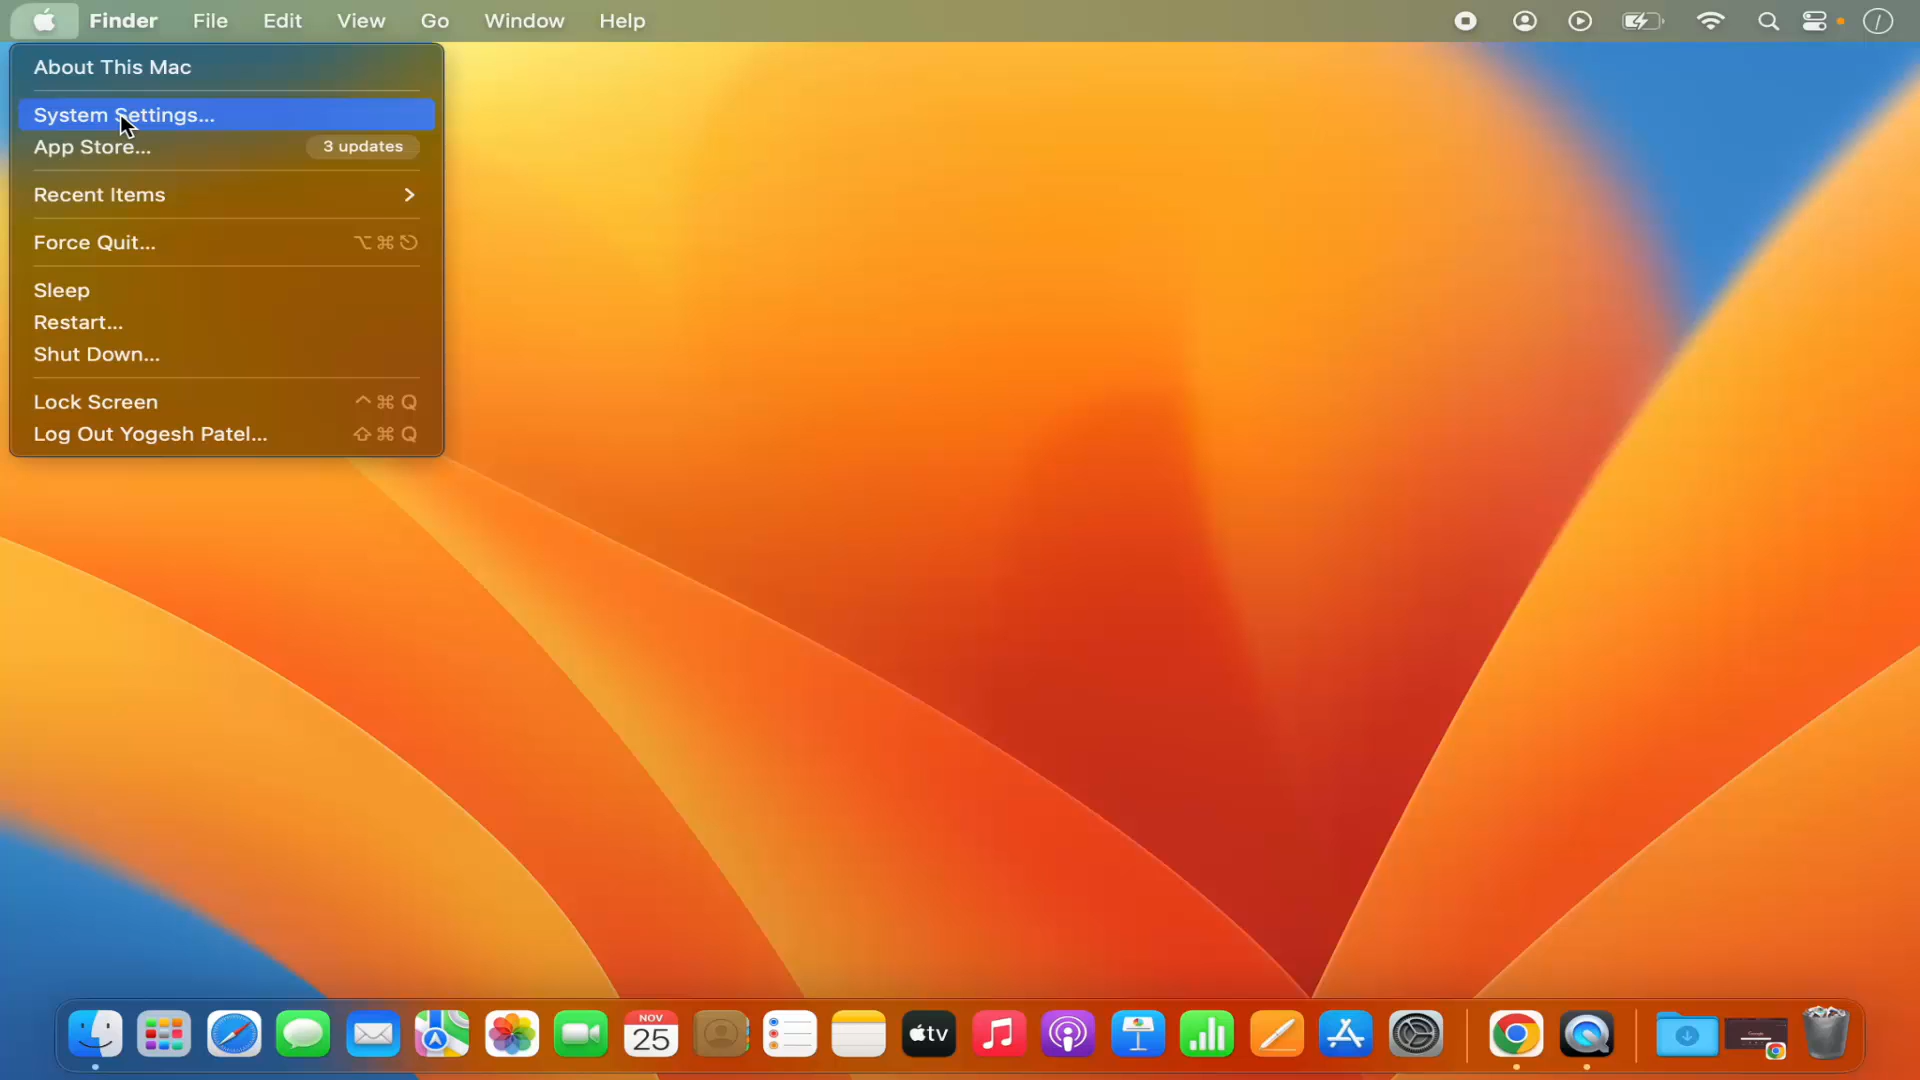 Finder File Edit View Go Window Help
About This Mac
System Settings...
App Store... 3 updates
Recent Items
Force Quit... ⌥⌘⎋
Sleep
Restart...
Shut Down...
Lock Screen ^⌘Q
Log Out Yogesh Patel... ⇧⌘Q
NOV
25
tv